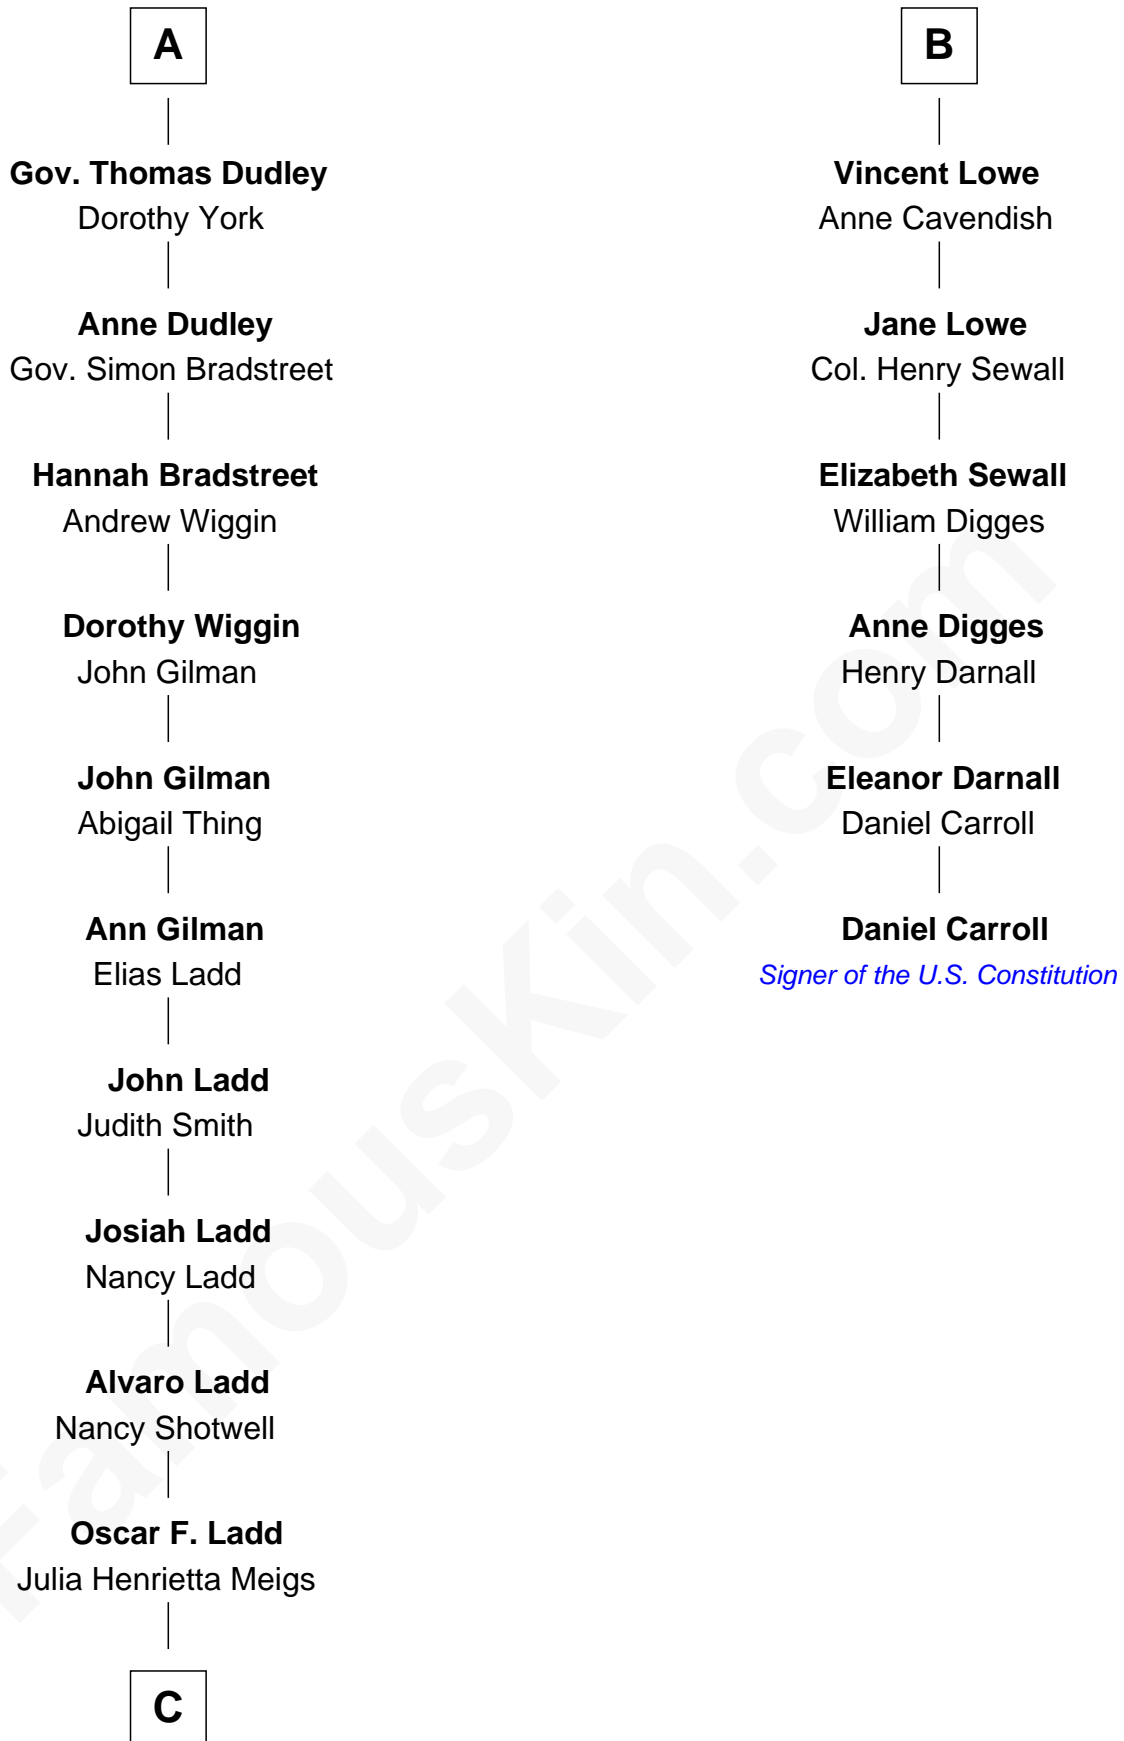 A
Gov. Thomas Dudley
Dorothy York
Anne Dudley
Gov. Simon Bradstreet
Hannah Bradstreet
Andrew Wiggin
Dorothy Wiggin
John Gilman
John Gilman
Abigail Thing
Ann Gilman
Elias Ladd
John Ladd
Judith Smith
Josiah Ladd
Nancy Ladd
Alvaro Ladd
Nancy Shotwell
Oscar F. Ladd
Julia Henrietta Meigs
C
B
Vincent Lowe
Anne Cavendish
Jane Lowe
Col. Henry Sewall
Elizabeth Sewall
William Digges
Anne Digges
Henry Darnall
Eleanor Darnall
Daniel Carroll
Daniel Carroll
Signer of the U.S. Constitution
FamousKin.com